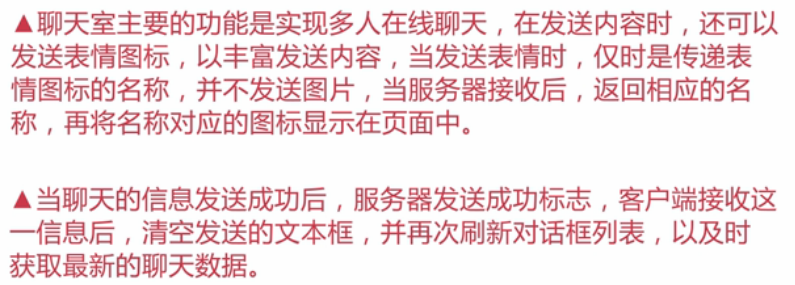 ▲聊天室主要的功能是实现多人在线聊天，在发送内容时，还可以
发送表情图标，以丰富发送内容，当发送表情时，仅时是传递表
情图标的名称，并不发送图片，当服务器接收后，返回相应的名
称，再将名称对应的图标显示在页面中。
▲当聊天的信息发送成功后，服务器发送成功标志，客户端接收这
一信息后，清空发送的文本框，并再次刷新对话框列表，以及时
获取最新的聊天数据。